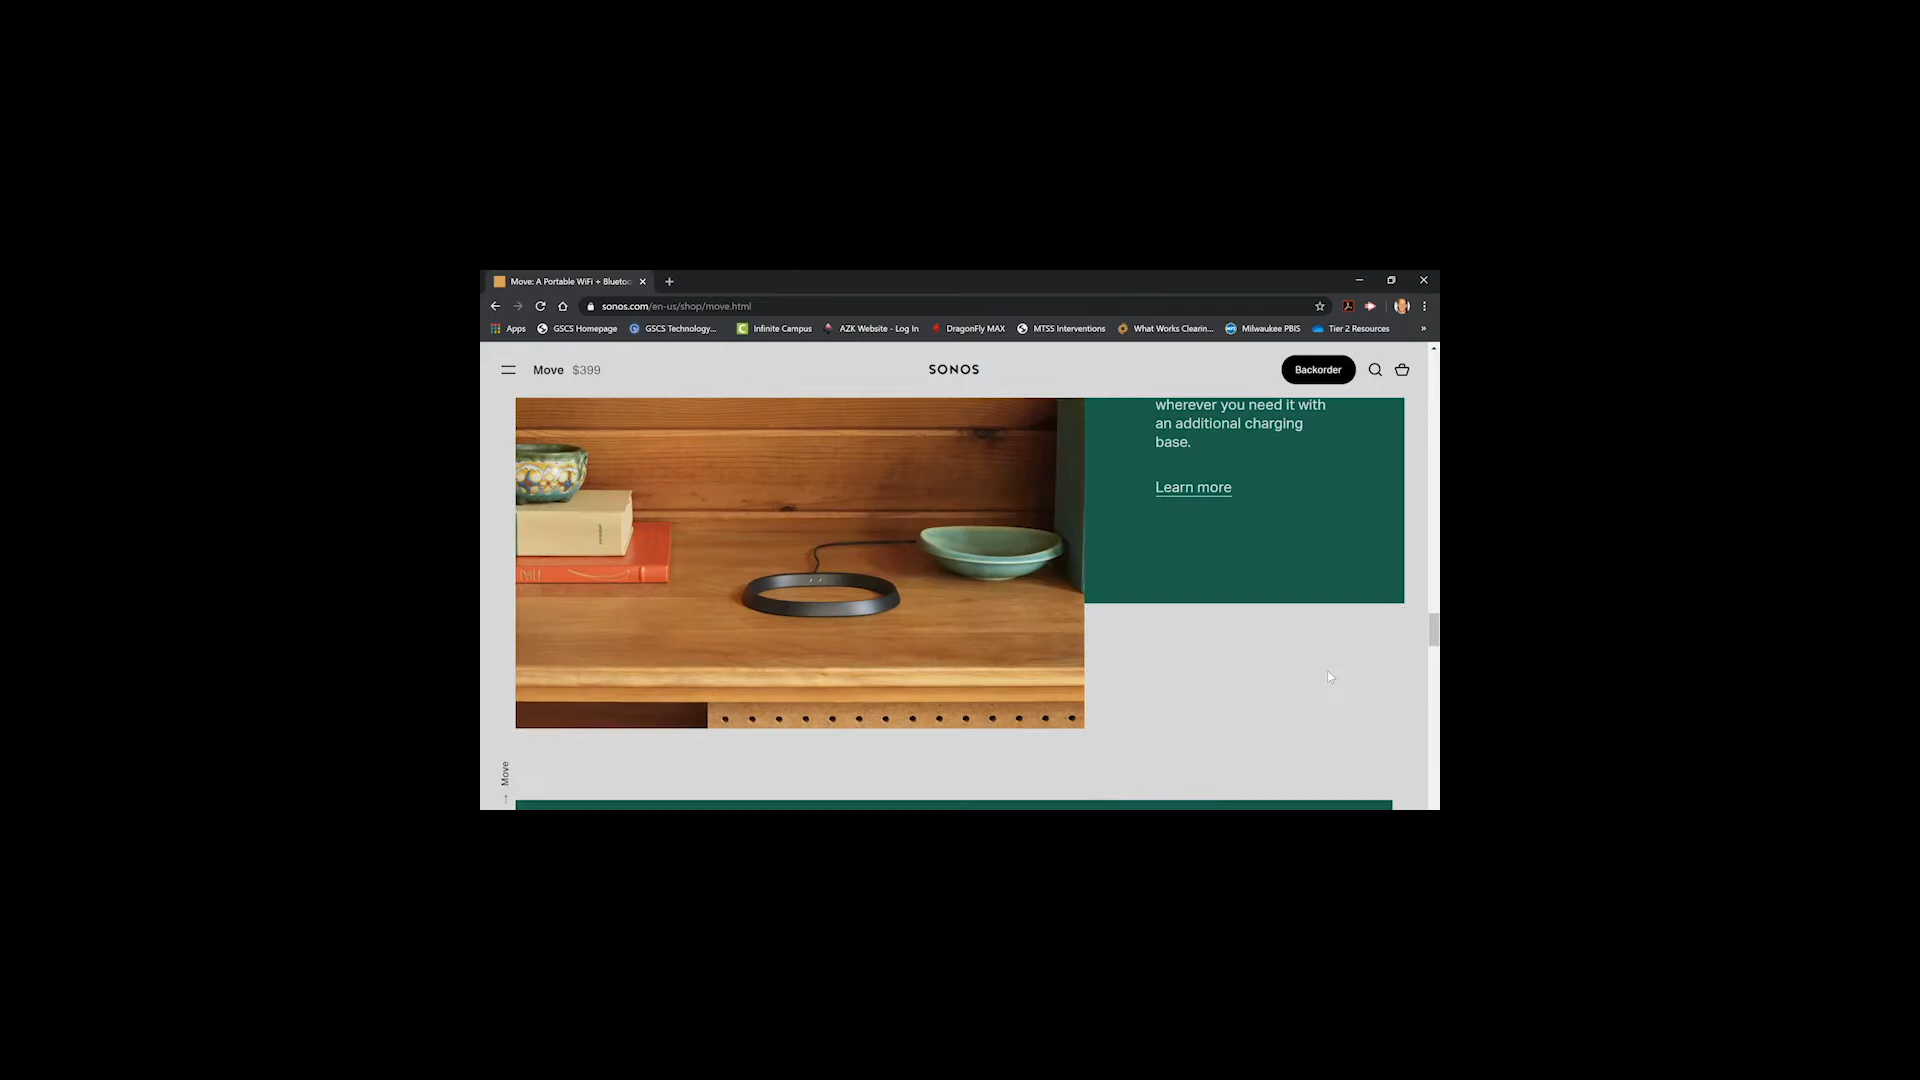 Move: A Portable WiFi + Bluetoo
sonos.com/en-us/shop/move.html
Apps
GSCS Homepage
GSCS Technology...
Infinite Campus
AZK Website - Log In
DragonFly MAX
MTSS Interventions
What Works Clearin...
Milwaukee PBIS
Tier 2 Resources
»
Move $399
SONOS
Backorder
wherever you need it with
an additional charging
base.
Learn more
Move